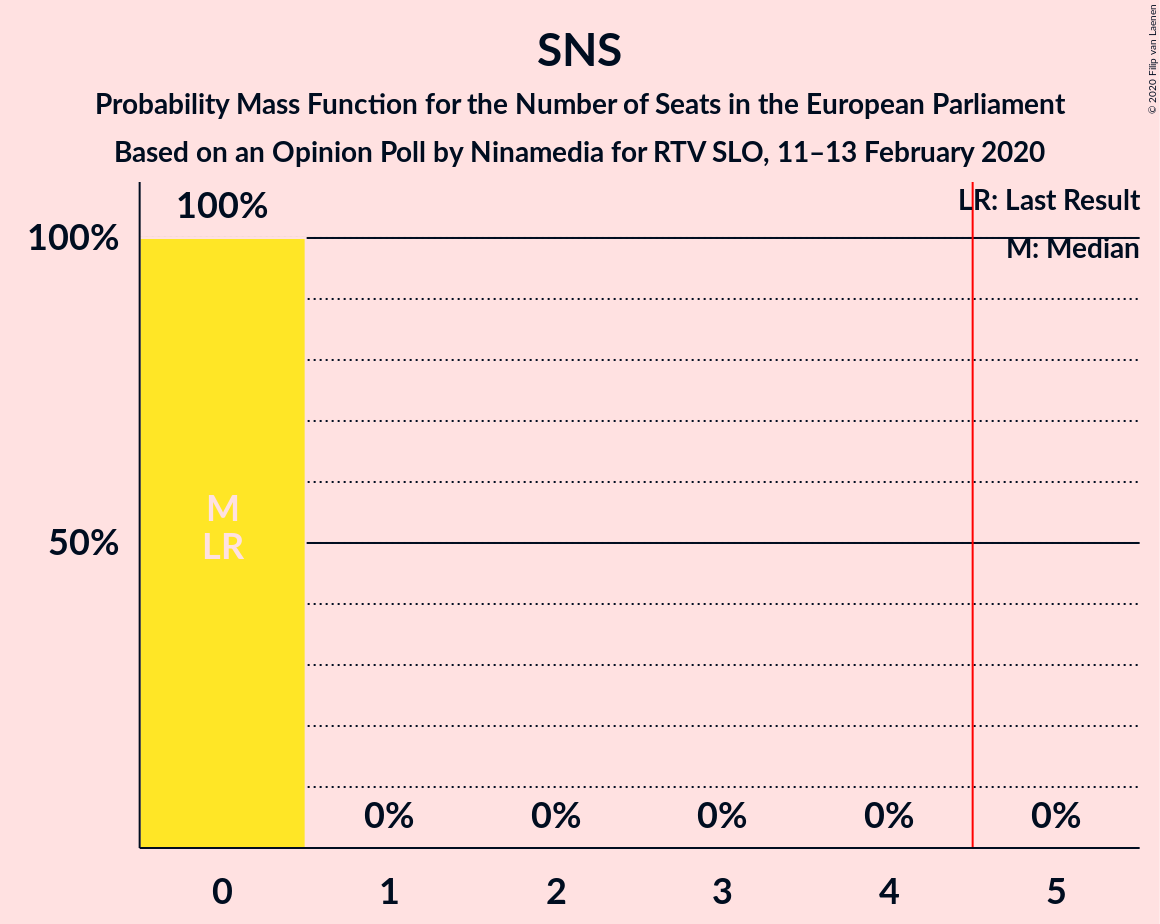 SNS
Probability Mass Function for the Number of Seats in the European Parliament
Based on an Opinion Poll by Ninamedia for RTV SLO, 11–13 February 2020
© 2020 Filip van Laenen
LR: Last Result
M: Median
100%
100%
50%
M
LR
0%
0%
0%
0%
0%
0
1
2
3
4
5